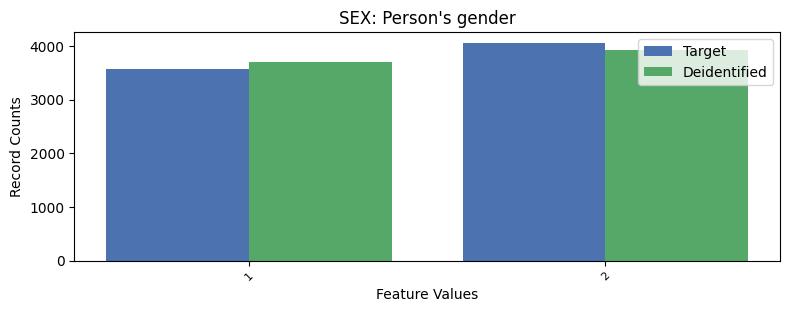 SEX: Person's gender
Target
Deidentified
Record Counts
4000
3000
2000
1000
0
1
2
Feature Values